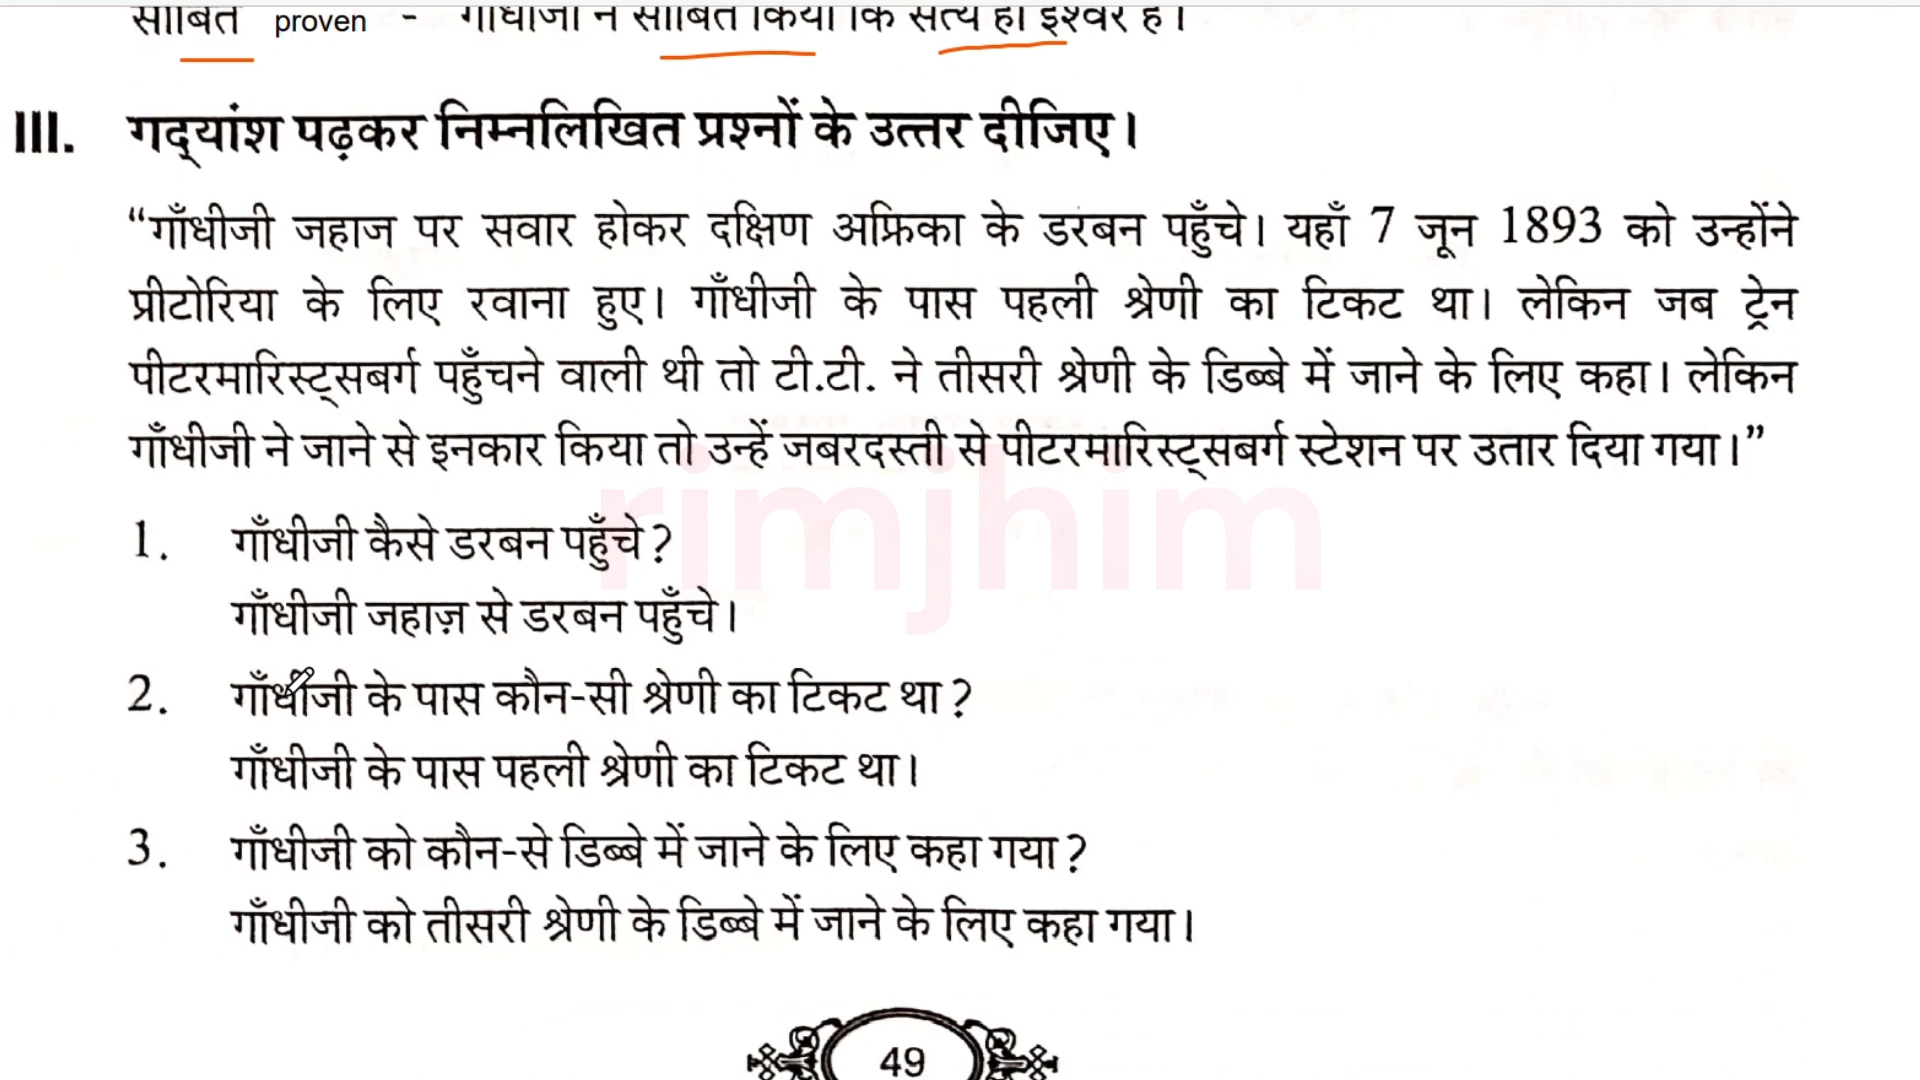 साबित proven - गाँधीजी ने साबित किया कि सत्य ही ईश्वर है।
III. गद्यांश पढ़कर निम्नलिखित प्रश्नों के उत्तर दीजिए।
“गाँधीजी जहाज पर सवार होकर दक्षिण अफ्रिका के डरबन पहुँचे। यहाँ 7 जून 1893 को उन्होंने
प्रीटोरिया के लिए रवाना हुए। गाँधीजी के पास पहली श्रेणी का टिकट था। लेकिन जब ट्रेन
पीटरमारिस्ट्सबर्ग पहुँचने वाली थी तो टी.टी. ने तीसरी श्रेणी के डिब्बे में जाने के लिए कहा। लेकिन
गाँधीजी ने जाने से इनकार किया तो उन्हें जबरदस्ती से पीटरमारिस्ट्सबर्ग स्टेशन पर उतार दिया गया।”
rimjhim
1. गाँधीजी कैसे डरबन पहुँचे?
गाँधीजी जहाज़ से डरबन पहुँचे।
2. गाँधीजी के पास कौन-सी श्रेणी का टिकट था?
गाँधीजी के पास पहली श्रेणी का टिकट था।
3. गाँधीजी को कौन-से डिब्बे में जाने के लिए कहा गया?
गाँधीजी को तीसरी श्रेणी के डिब्बे में जाने के लिए कहा गया।
49